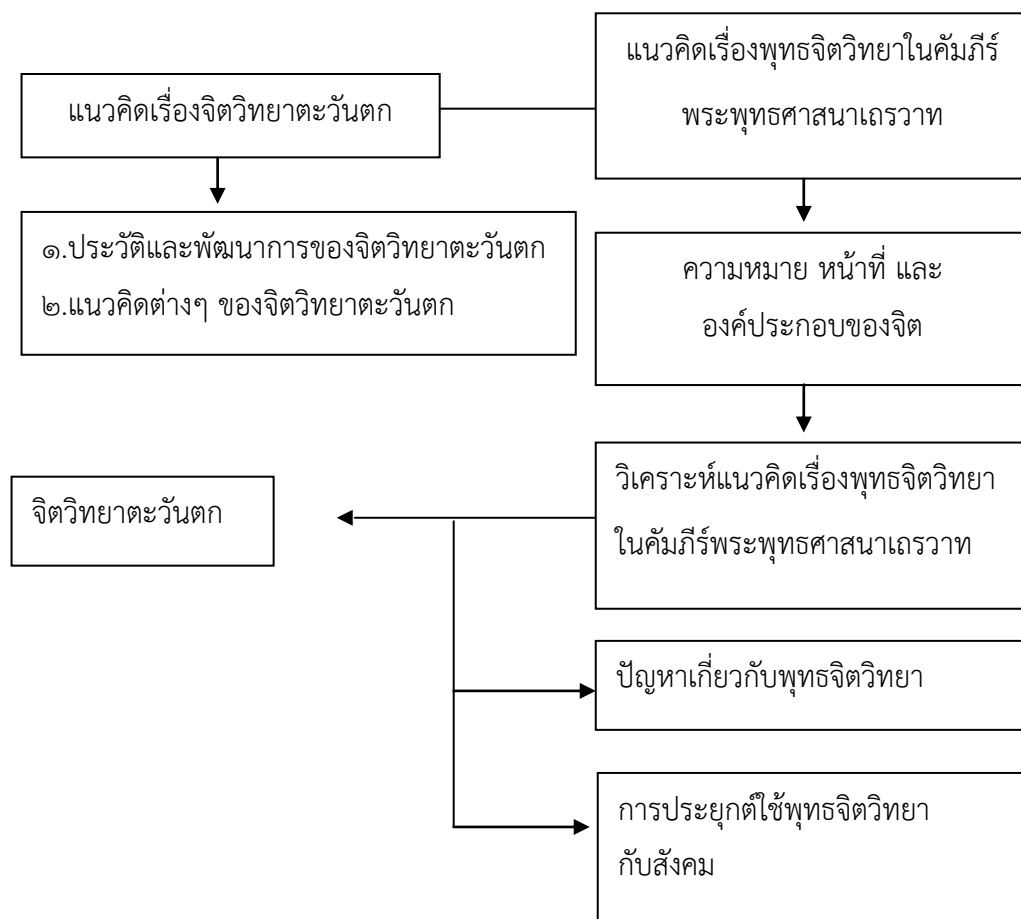 แนวคิดเรื่องพุทธจิตวิทยาในคัมภีร์
พระพุทธศาสนาเถรวาท
แนวคิดเรื่องจิตวิทยาตะวันตก
๑.ประวัติและพัฒนาการของจิตวิทยาตะวันตก
๒.แนวคิดต่างๆ ของจิตวิทยาตะวันตก
ความหมาย หน้าที่ และ
องค์ประกอบของจิต
วิเคราะห์แนวคิดเรื่องพุทธจิตวิทยา
ในคัมภีร์พระพุทธศาสนาเถรวาท
จิตวิทยาตะวันตก
ปัญหาเกี่ยวกับพุทธจิตวิทยา
การประยุกต์ใช้พุทธจิตวิทยา
กับสังคม